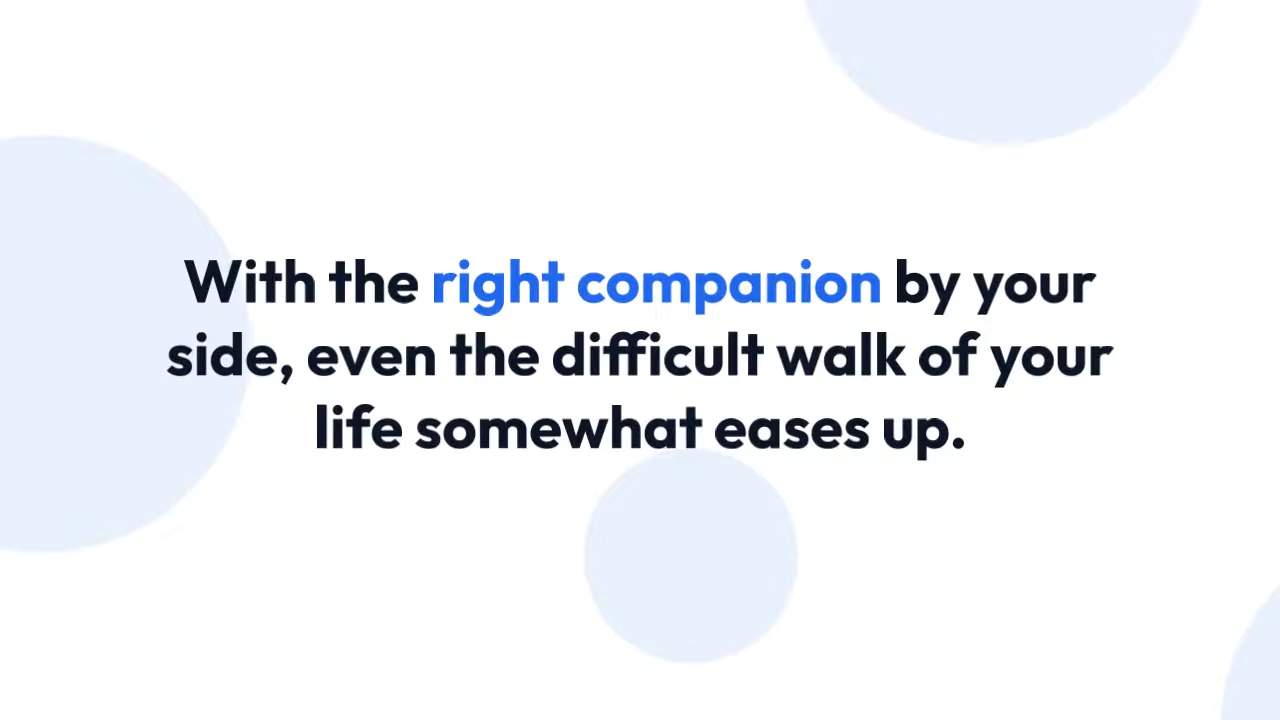 With the right companion by your
side, even the difficult walk of your
life somewhat eases up.